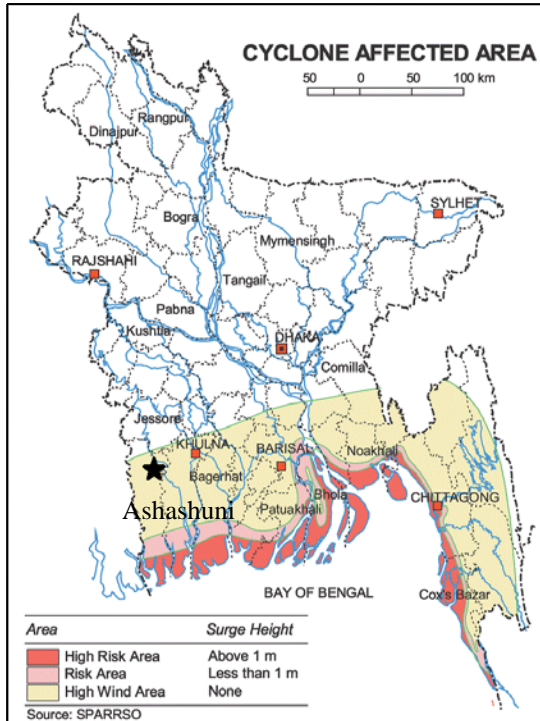 CYCLONE AFFECTED AREA
50 0 50 100 km
Rangpur
Dinajpur
SYLHET
Bogra
Mymensingh
RAJSHAHI
Tangail
Pabna
Kushtia
DHAKA
Comilla
Jessore
KHULNA
BARISAL
Noakhali
Bagerhat
Bhola
CHITTAGONG
Ashashuni
Patuakhali
BAY OF BENGAL
Cox's Bazar
Area Surge Height
High Risk Area Above 1 m
Risk Area Less than 1 m
High Wind Area None
Source: SPARRSO
1